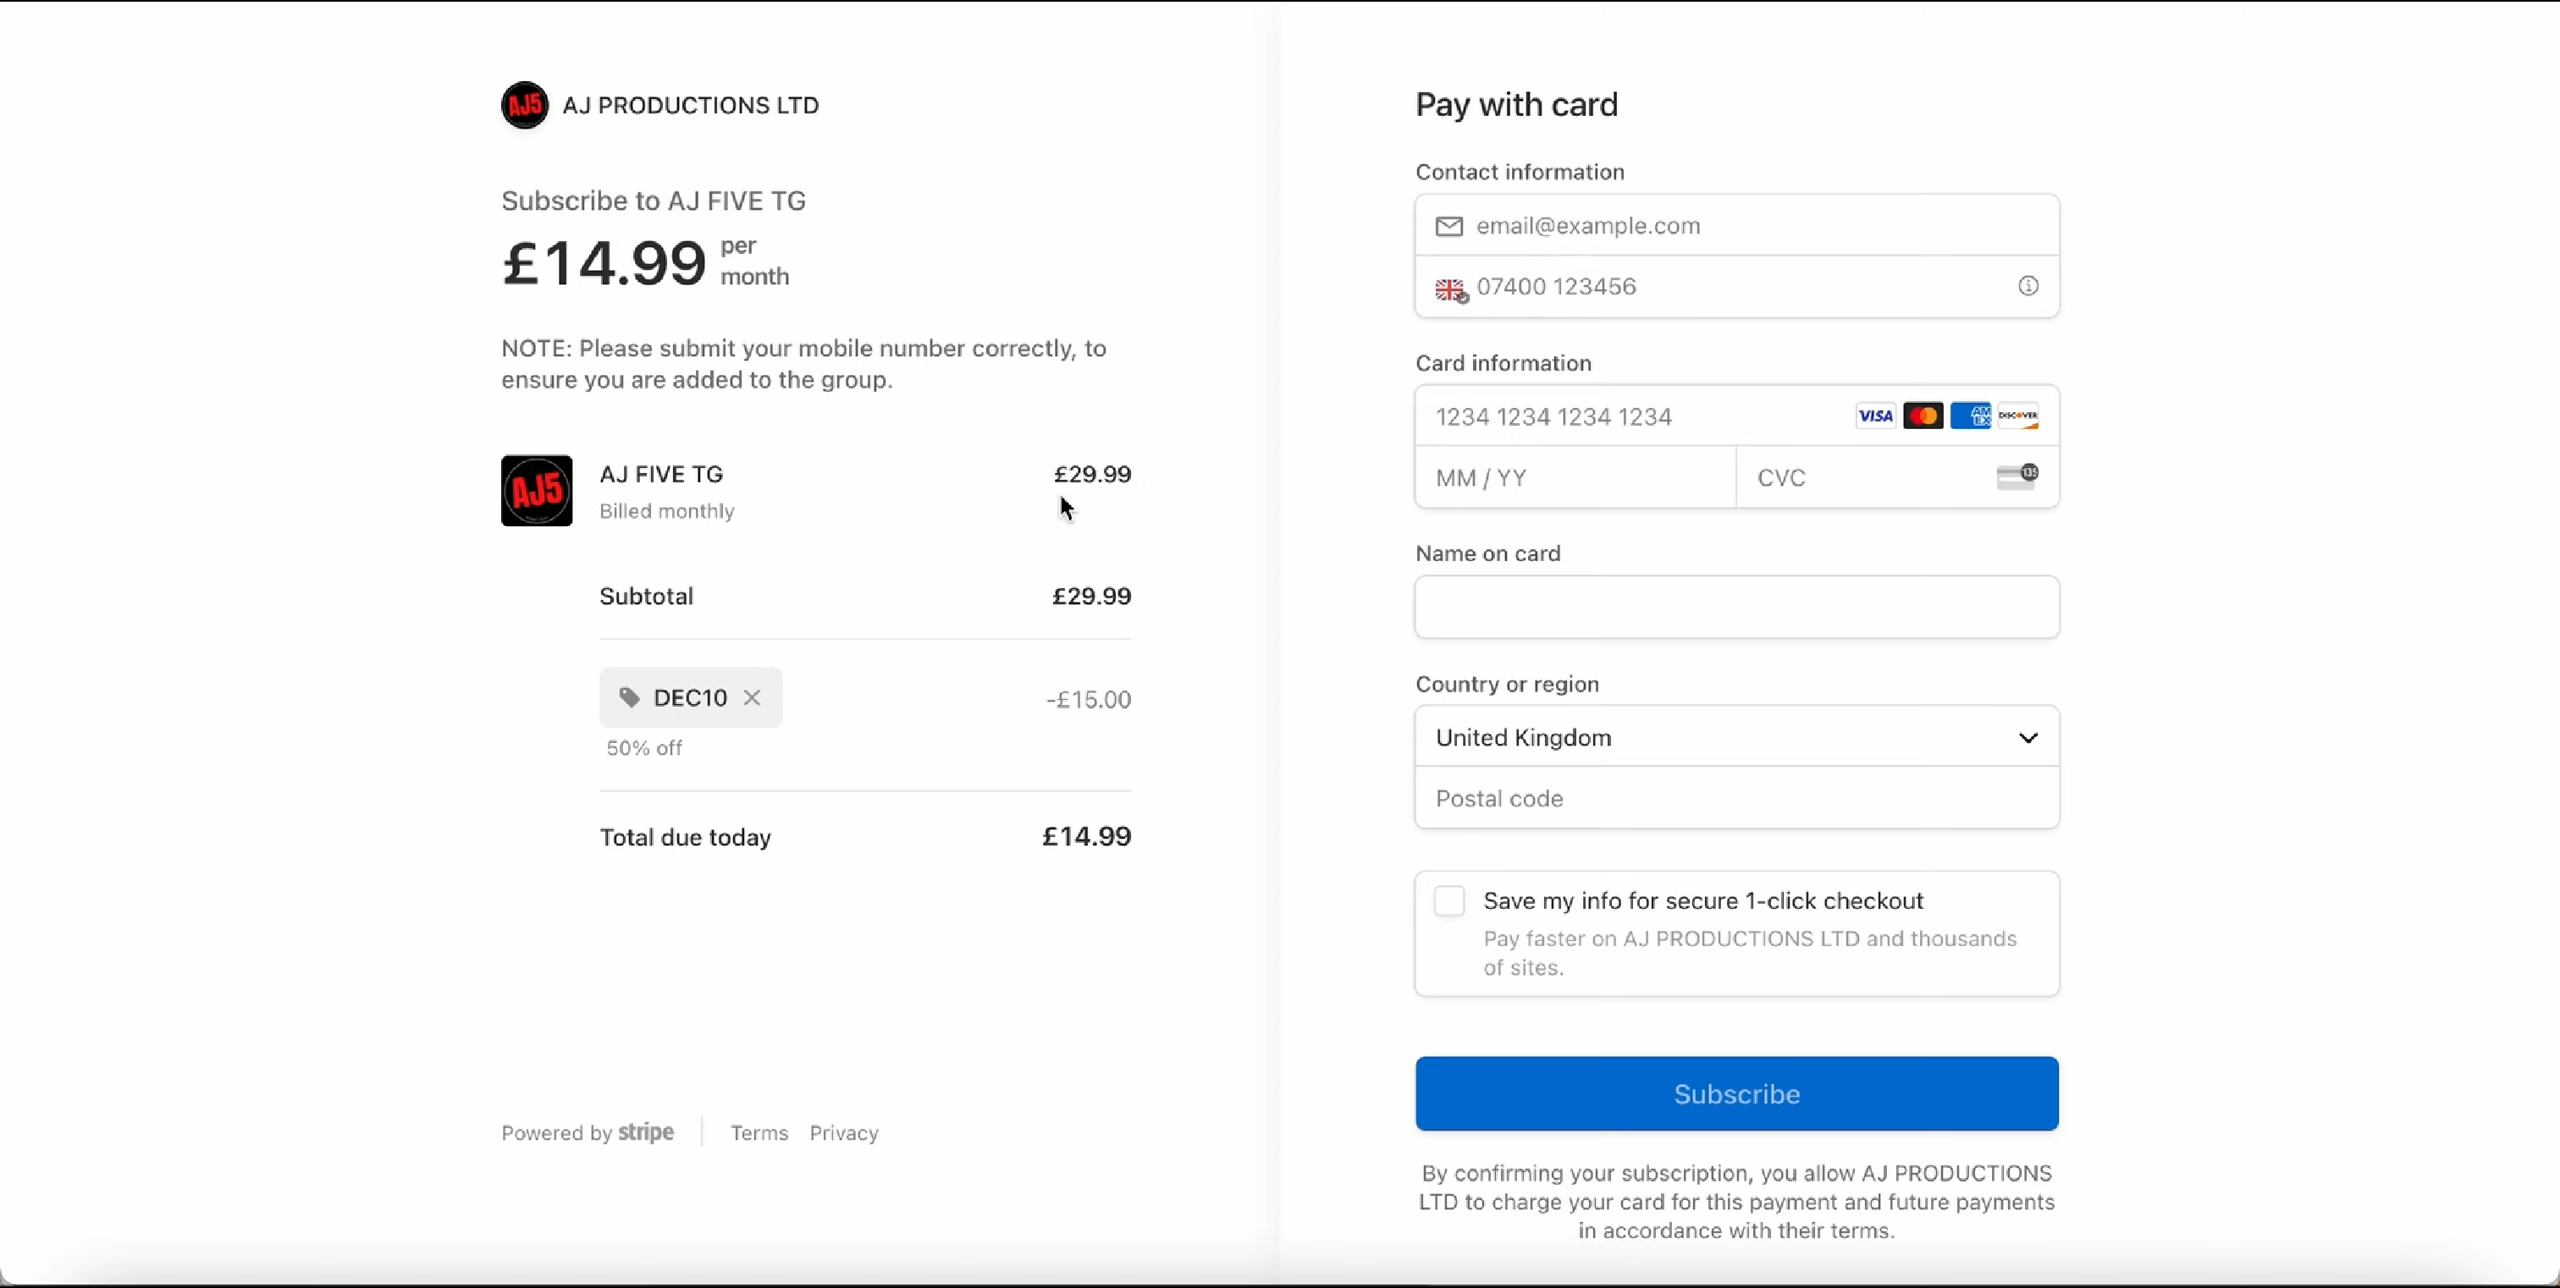 AJ5 AJ PRODUCTIONS LTD
Subscribe to AJ FIVE TG
£14.99 per
month
NOTE: Please submit your mobile number correctly, to
ensure you are added to the group.
AJ5
AJ FIVE TG £29.99
Billed monthly
Subtotal £29.99
DEC10 -£15.00
50% off
Total due today £14.99
Powered by stripe Terms Privacy
Pay with card
Contact information
email@example.com
07400 123456
Card information
1234 1234 1234 1234 VISA AMEX DISCOVER
MM / YY CVC 135
Name on card
Country or region
United Kingdom
Postal code
Save my info for secure 1-click checkout
Pay faster on AJ PRODUCTIONS LTD and thousands
of sites.
Subscribe
By confirming your subscription, you allow AJ PRODUCTIONS
LTD to charge your card for this payment and future payments
in accordance with their terms.